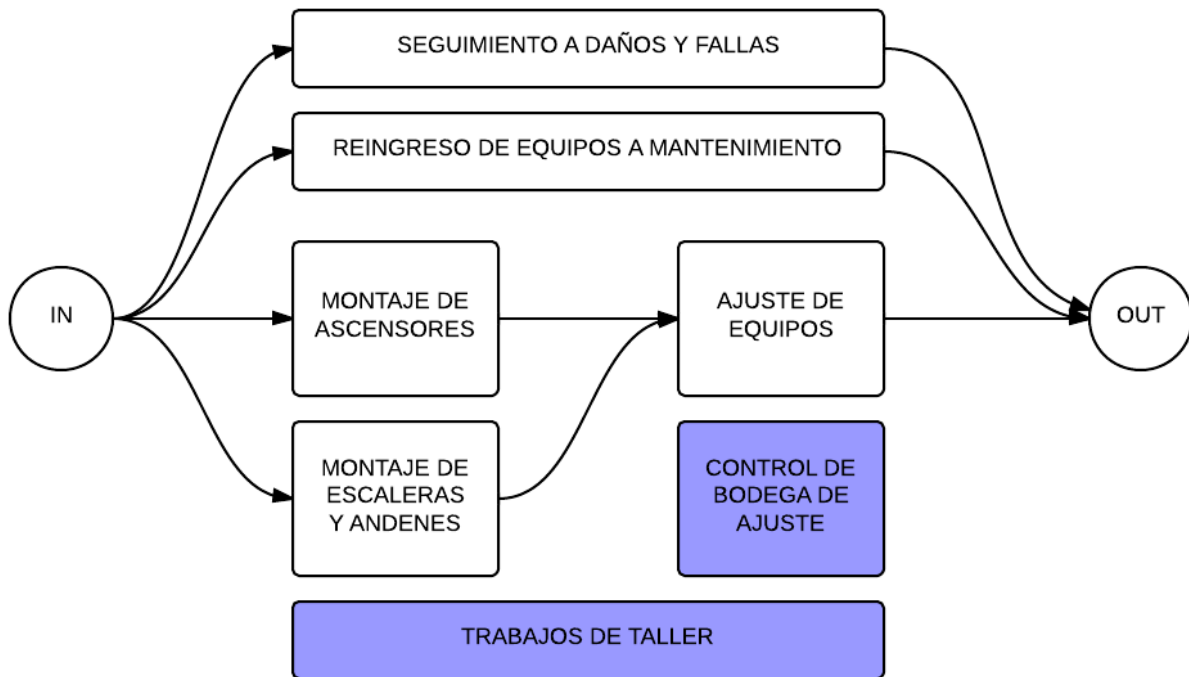 SEGUIMIENTO A DAÑOS Y FALLAS
REINGRESO DE EQUIPOS A MANTENIMIENTO
IN
MONTAJE DE
ASCENSORES
AJUSTE DE
EQUIPOS
OUT
MONTAJE DE
ESCALERAS
Y ANDENES
CONTROL DE
BODEGA DE
AJUSTE
TRABAJOS DE TALLER